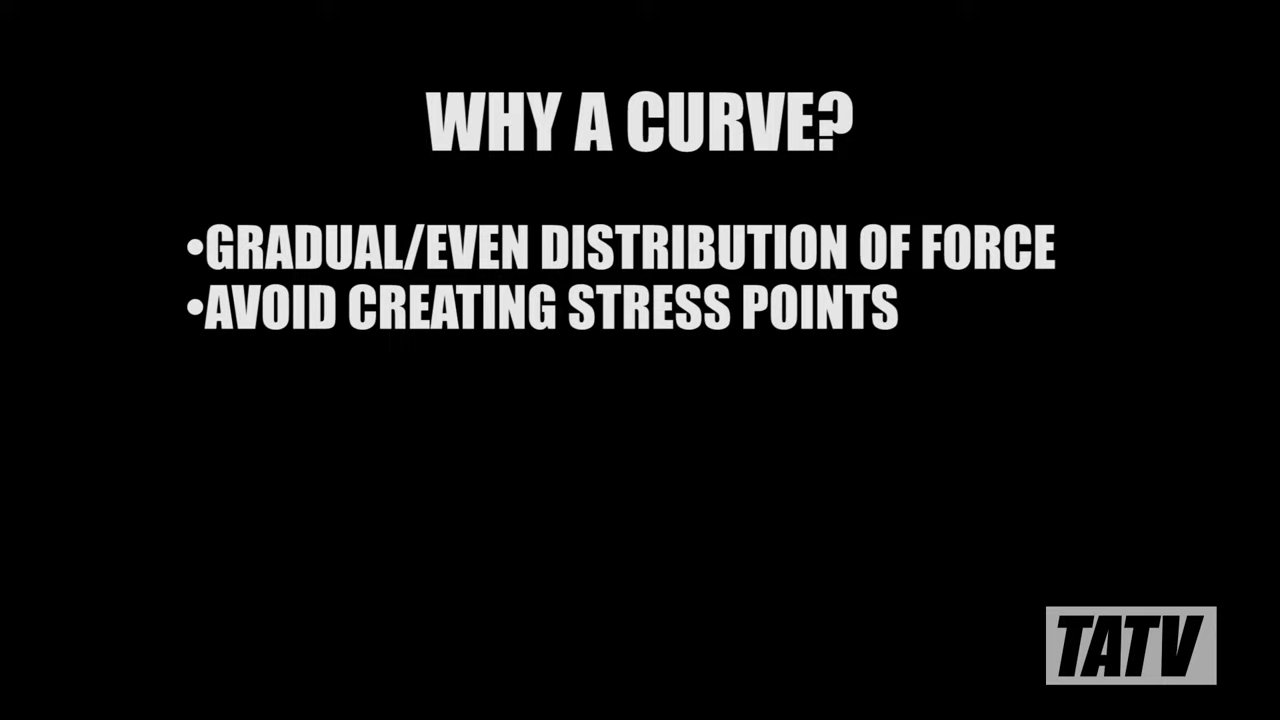 WHY A CURVE?
•GRADUAL/EVEN DISTRIBUTION OF FORCE
•AVOID CREATING STRESS POINTS
TATV